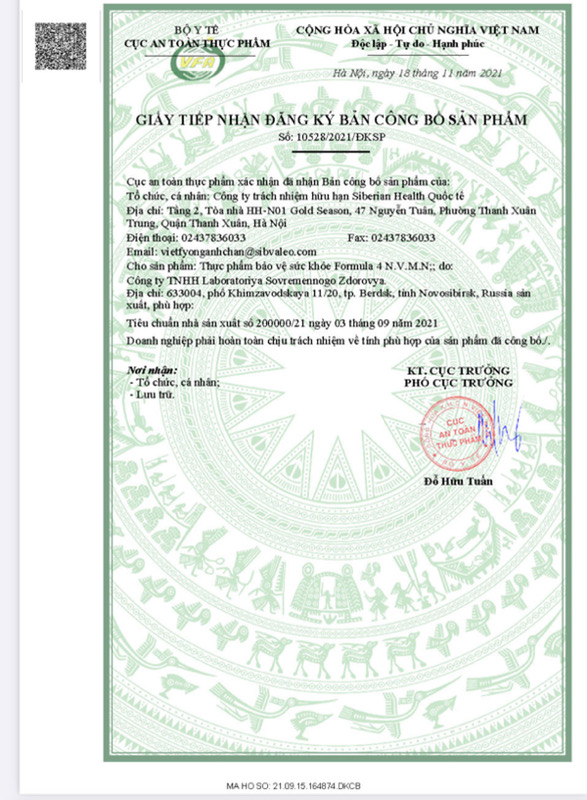 BỘ Y TẾ
CỤC AN TOÀN THỰC PHẨM
CỘNG HÒA XÃ HỘI CHỦ NGHĨA VIỆT NAM
Độc lập - Tự do - Hạnh phúc
VFA
Hà Nội, ngày 18 tháng 11 năm 2021
GIẤY TIẾP NHẬN ĐĂNG KÝ BẢN CÔNG BỐ SẢN PHẨM
Số: 10528/2021/ĐKSP
Cục an toàn thực phẩm xác nhận đã nhận Bản công bố sản phẩm của:
Tổ chức, cá nhân: Công ty trách nhiệm hữu hạn Siberian Health Quốc tế
Địa chỉ: Tầng 2, Tòa nhà HH-N01 Gold Season, 47 Nguyễn Tuân, Phường Thanh Xuân
Trung, Quận Thanh Xuân, Hà Nội
Điện thoại: 02437836033 Fax: 02437836033
Email: vietfyonganhchan@sibvaleo.com
Cho sản phẩm: Thực phẩm bảo vệ sức khỏe Formula 4 N.V.M.N;; do:
Công ty TNHH Laboratoriya Sovremennogo Zdorovya.
Địa chỉ: 633004, phố Khimzavodskaya 11/20, tp. Berdsk, tỉnh Novosibirsk, Russia sản
xuất, phù hợp:
Tiêu chuẩn nhà sản xuất số 200000/21 ngày 03 tháng 09 năm 2021
Doanh nghiệp phải hoàn toàn chịu trách nhiệm về tính phù hợp của sản phẩm đã công bố./.
Nơi nhận:
- Tổ chức, cá nhân;
- Lưu trữ.
KT. CỤC TRƯỞNG
PHÓ CỤC TRƯỞNG
CỤC
AN TOÀN
THỰC PHẨM
Đỗ Hữu Tuấn
MA HO SO: 21.09.15.164874.DKCB